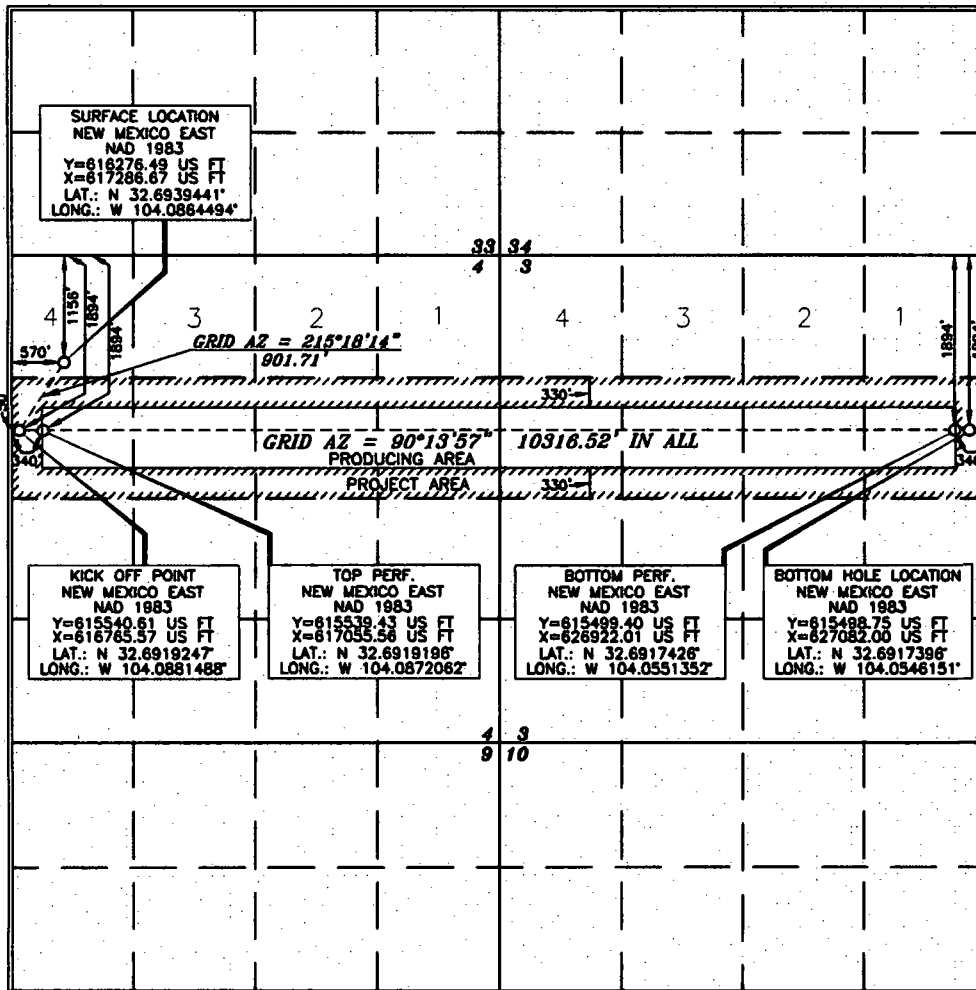 SURFACE LOCATION
NEW MEXICO EAST
NAD 1983
Y=616276.49 US FT
X=617286.67 US FT
LAT.: N 32.6939441°
LONG.: W 104.0864494°
33 34
4 3
4
3
2
1
4
3
2
1
1156'
1894'
1894'
1894'
570'
GRID AZ = 215°18'14"
901.71'
330'
GRID AZ = 90°13'57" 10316.52' IN ALL
PRODUCING AREA
PROJECT AREA
330'
340'
KICK OFF POINT
NEW MEXICO EAST
NAD 1983
Y=615540.61 US FT
X=616765.57 US FT
LAT.: N 32.6919247°
LONG.: W 104.0881488°
TOP PERF.
NEW MEXICO EAST
NAD 1983
Y=615539.43 US FT
X=617055.56 US FT
LAT.: N 32.6919196°
LONG.: W 104.0872062°
BOTTOM PERF.
NEW MEXICO EAST
NAD 1983
Y=615499.40 US FT
X=626922.01 US FT
LAT.: N 32.6917426°
LONG.: W 104.0551352°
BOTTOM HOLE LOCATION
NEW MEXICO EAST
NAD 1983
Y=615498.75 US FT
X=627082.00 US FT
LAT.: N 32.6917396°
LONG.: W 104.0546151°
4 3
9 10